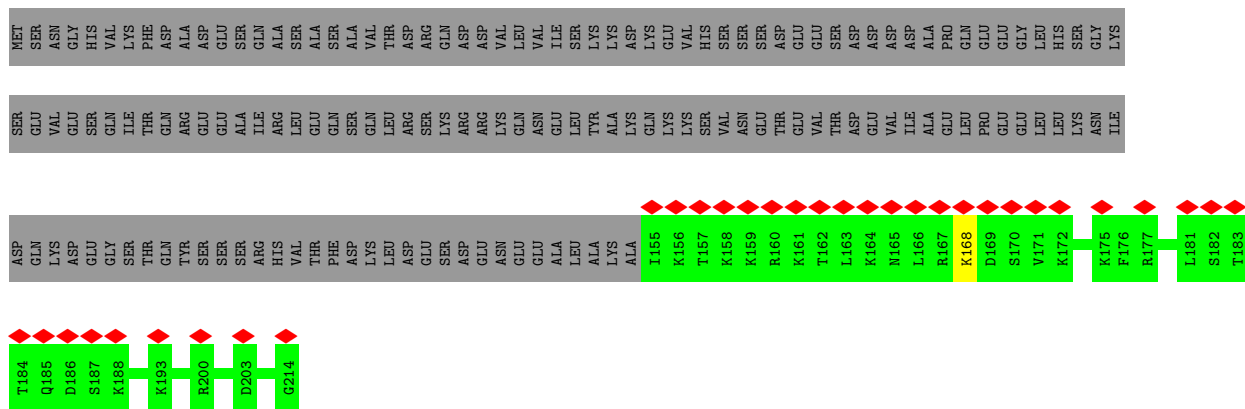 MET SER ASN GLY HIS VAL LYS PHE ASP ALA ASP GLU SER GLN ALA SER ALA SER ALA VAL THR ASP ARG GLN ASP ASP VAL LEU VAL ILE SER LYS LYS ASP LYS GLU VAL HIS SER SER SER ASP GLU GLU SER ASP ASP ASP ASP ALA PRO GLN GLU GLU GLY LEU HIS SER GLY LYS
SER GLU VAL GLU SER GLN ILE THR GLN ARG GLU GLU ALA ILE ARG LEU GLU GLN SER GLN LEU ARG SER LYS ARG ARG LYS GLN ASN GLU LEU TYR ALA LYS GLN LYS LYS SER VAL ASN GLU THR GLU VAL THR ASP GLU VAL ILE ALA GLU LEU PRO GLU GLU LEU LEU LYS ASN ILE
ASP GLN LYS ASP GLU GLY SER THR GLN TYR SER SER SER ARG HIS VAL THR PHE ASP LYS LEU ASP GLU SER ASP GLU ASN GLU GLU ALA LEU ALA LYS ALA I155 K156 T157 K158 K159 R160 K161 T162 L163 K164 N165 L166 R167 K168 D169 S170 V171 K172 K175 F176 R177 L181 S182 T183
T184 Q185 D186 S187 K188 K193 R200 D203 G214